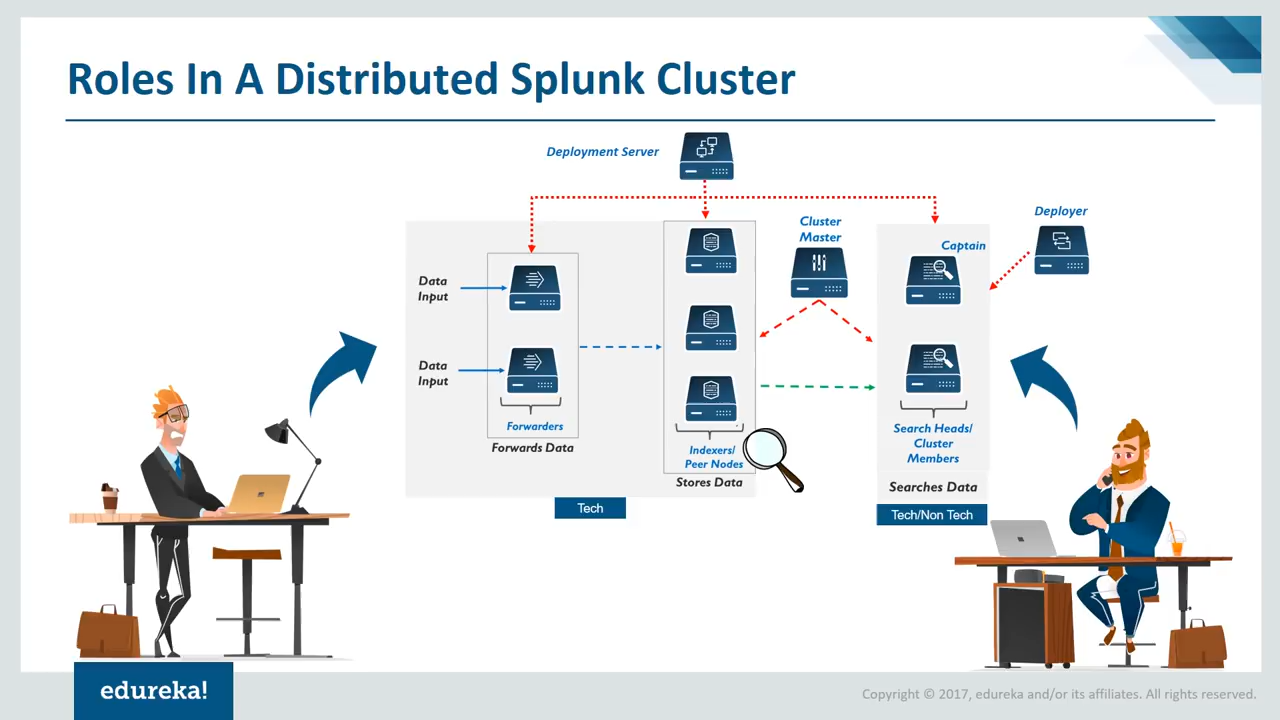 Roles In A Distributed Splunk Cluster
Deployment Server
Cluster
Master
Deployer
Captain
Data
Input
Data
Input
Forwarders
Forwards Data
Indexers/
Peer Nodes
Stores Data
Search Heads/
Cluster
Members
Searches Data
Tech
Tech/Non Tech
edureka!
Copyright © 2017, edureka and/or its affiliates. All rights reserved.